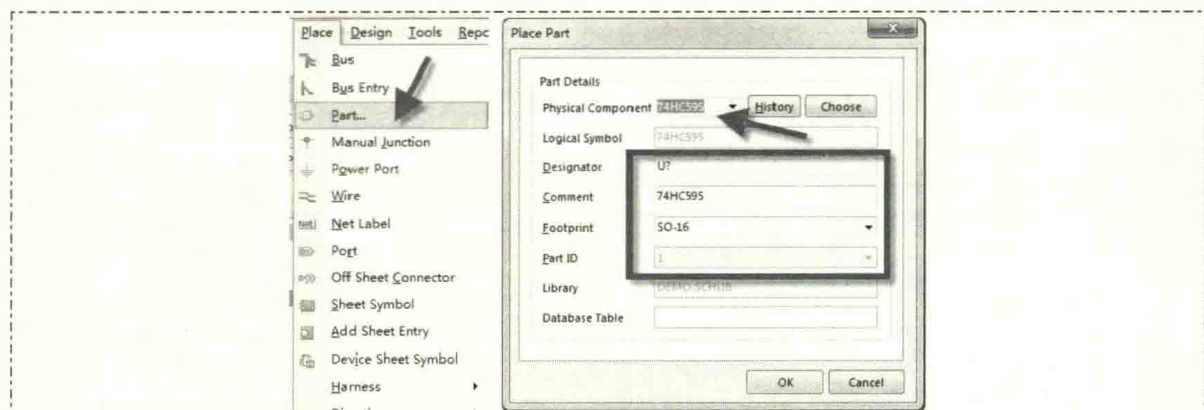 Place Design Tools Repc
Bus
Bus Entry
Part...
Manual Junction
Power Port
Wire
Net Label
Port
Off Sheet Connector
Sheet Symbol
Add Sheet Entry
Device Sheet Symbol
Harness
Place Part
Part Details
Physical Component 74HC595 History Choose
Logical Symbol 74HC595
Designator U?
Comment 74HC595
Footprint SO-16
Part ID 1
Library DEMO.SCHLIB
Database Table
OK Cancel